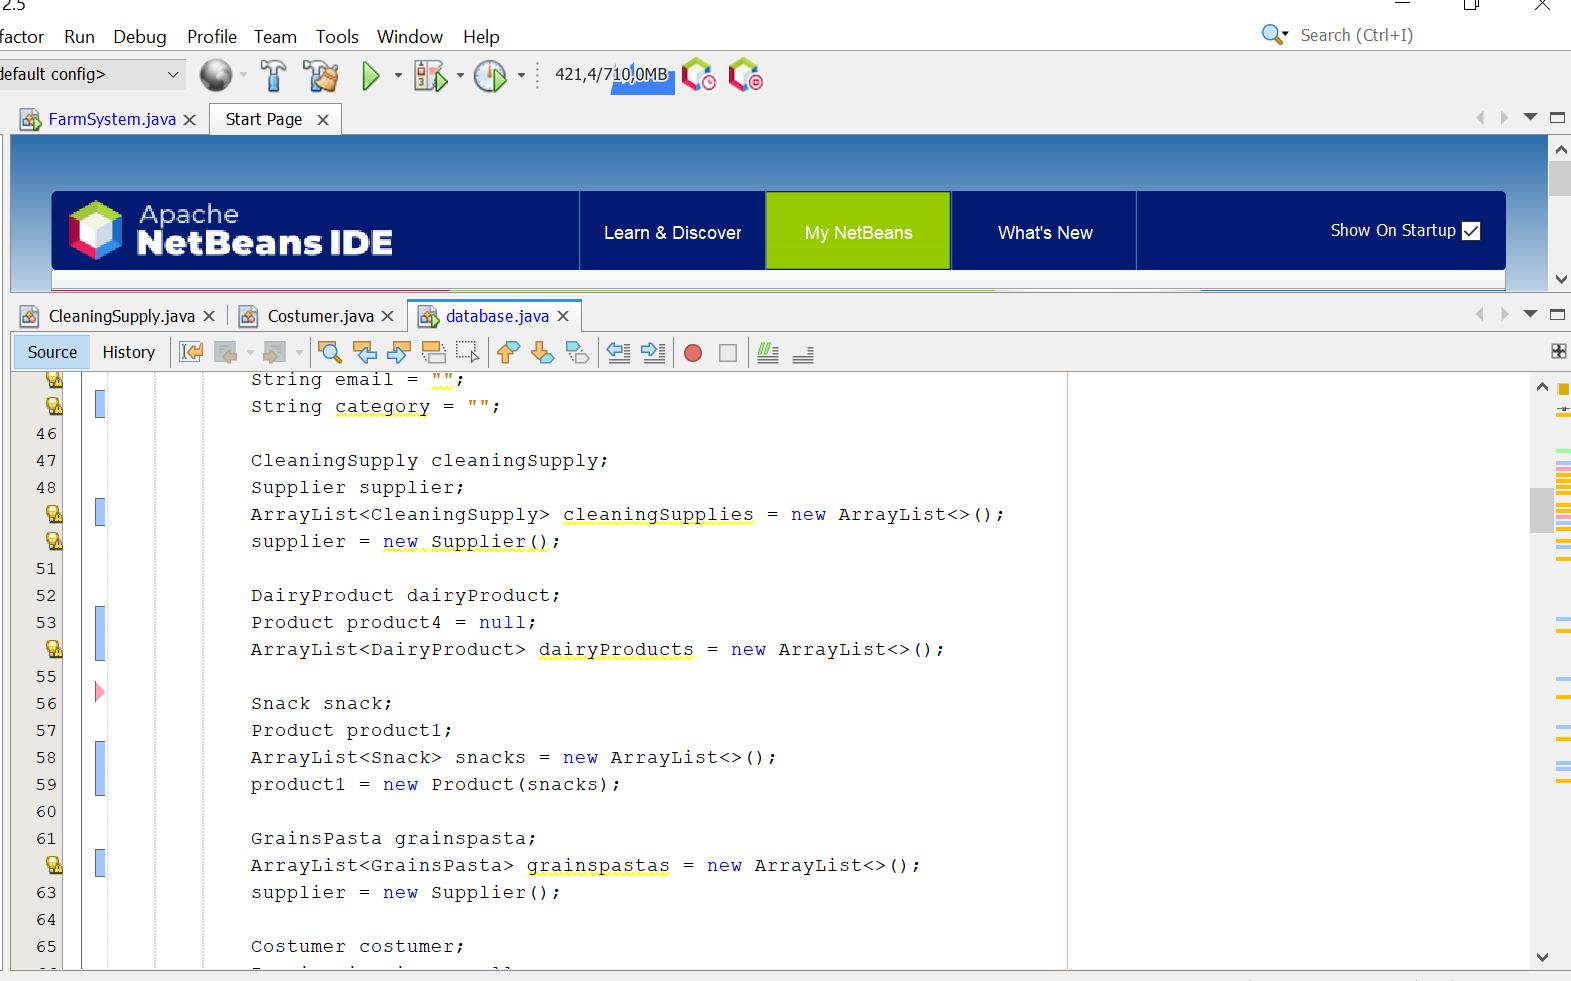 2.5
factor Run Debug Profile Team Tools Window Help Search (Ctrl+I)
default config> 421,4/710,0MB
FarmSystem.java Start Page
Apache
NetBeans IDE
Learn & Discover My NetBeans What's New Show On Startup
CleaningSupply.java Costumer.java database.java
Source History
String email = "";
String category = "";
46
47 CleaningSupply cleaningSupply;
48 Supplier supplier;
ArrayList<CleaningSupply> cleaningSupplies = new ArrayList<>();
supplier = new Supplier();
51
52 DairyProduct dairyProduct;
53 Product product4 = null;
ArrayList<DairyProduct> dairyProducts = new ArrayList<>();
55
56 Snack snack;
57 Product product1;
58 ArrayList<Snack> snacks = new ArrayList<>();
59 product1 = new Product(snacks);
60
61 GrainsPasta grainspasta;
ArrayList<GrainsPasta> grainspastas = new ArrayList<>();
63 supplier = new Supplier();
64
65 Costumer costumer;